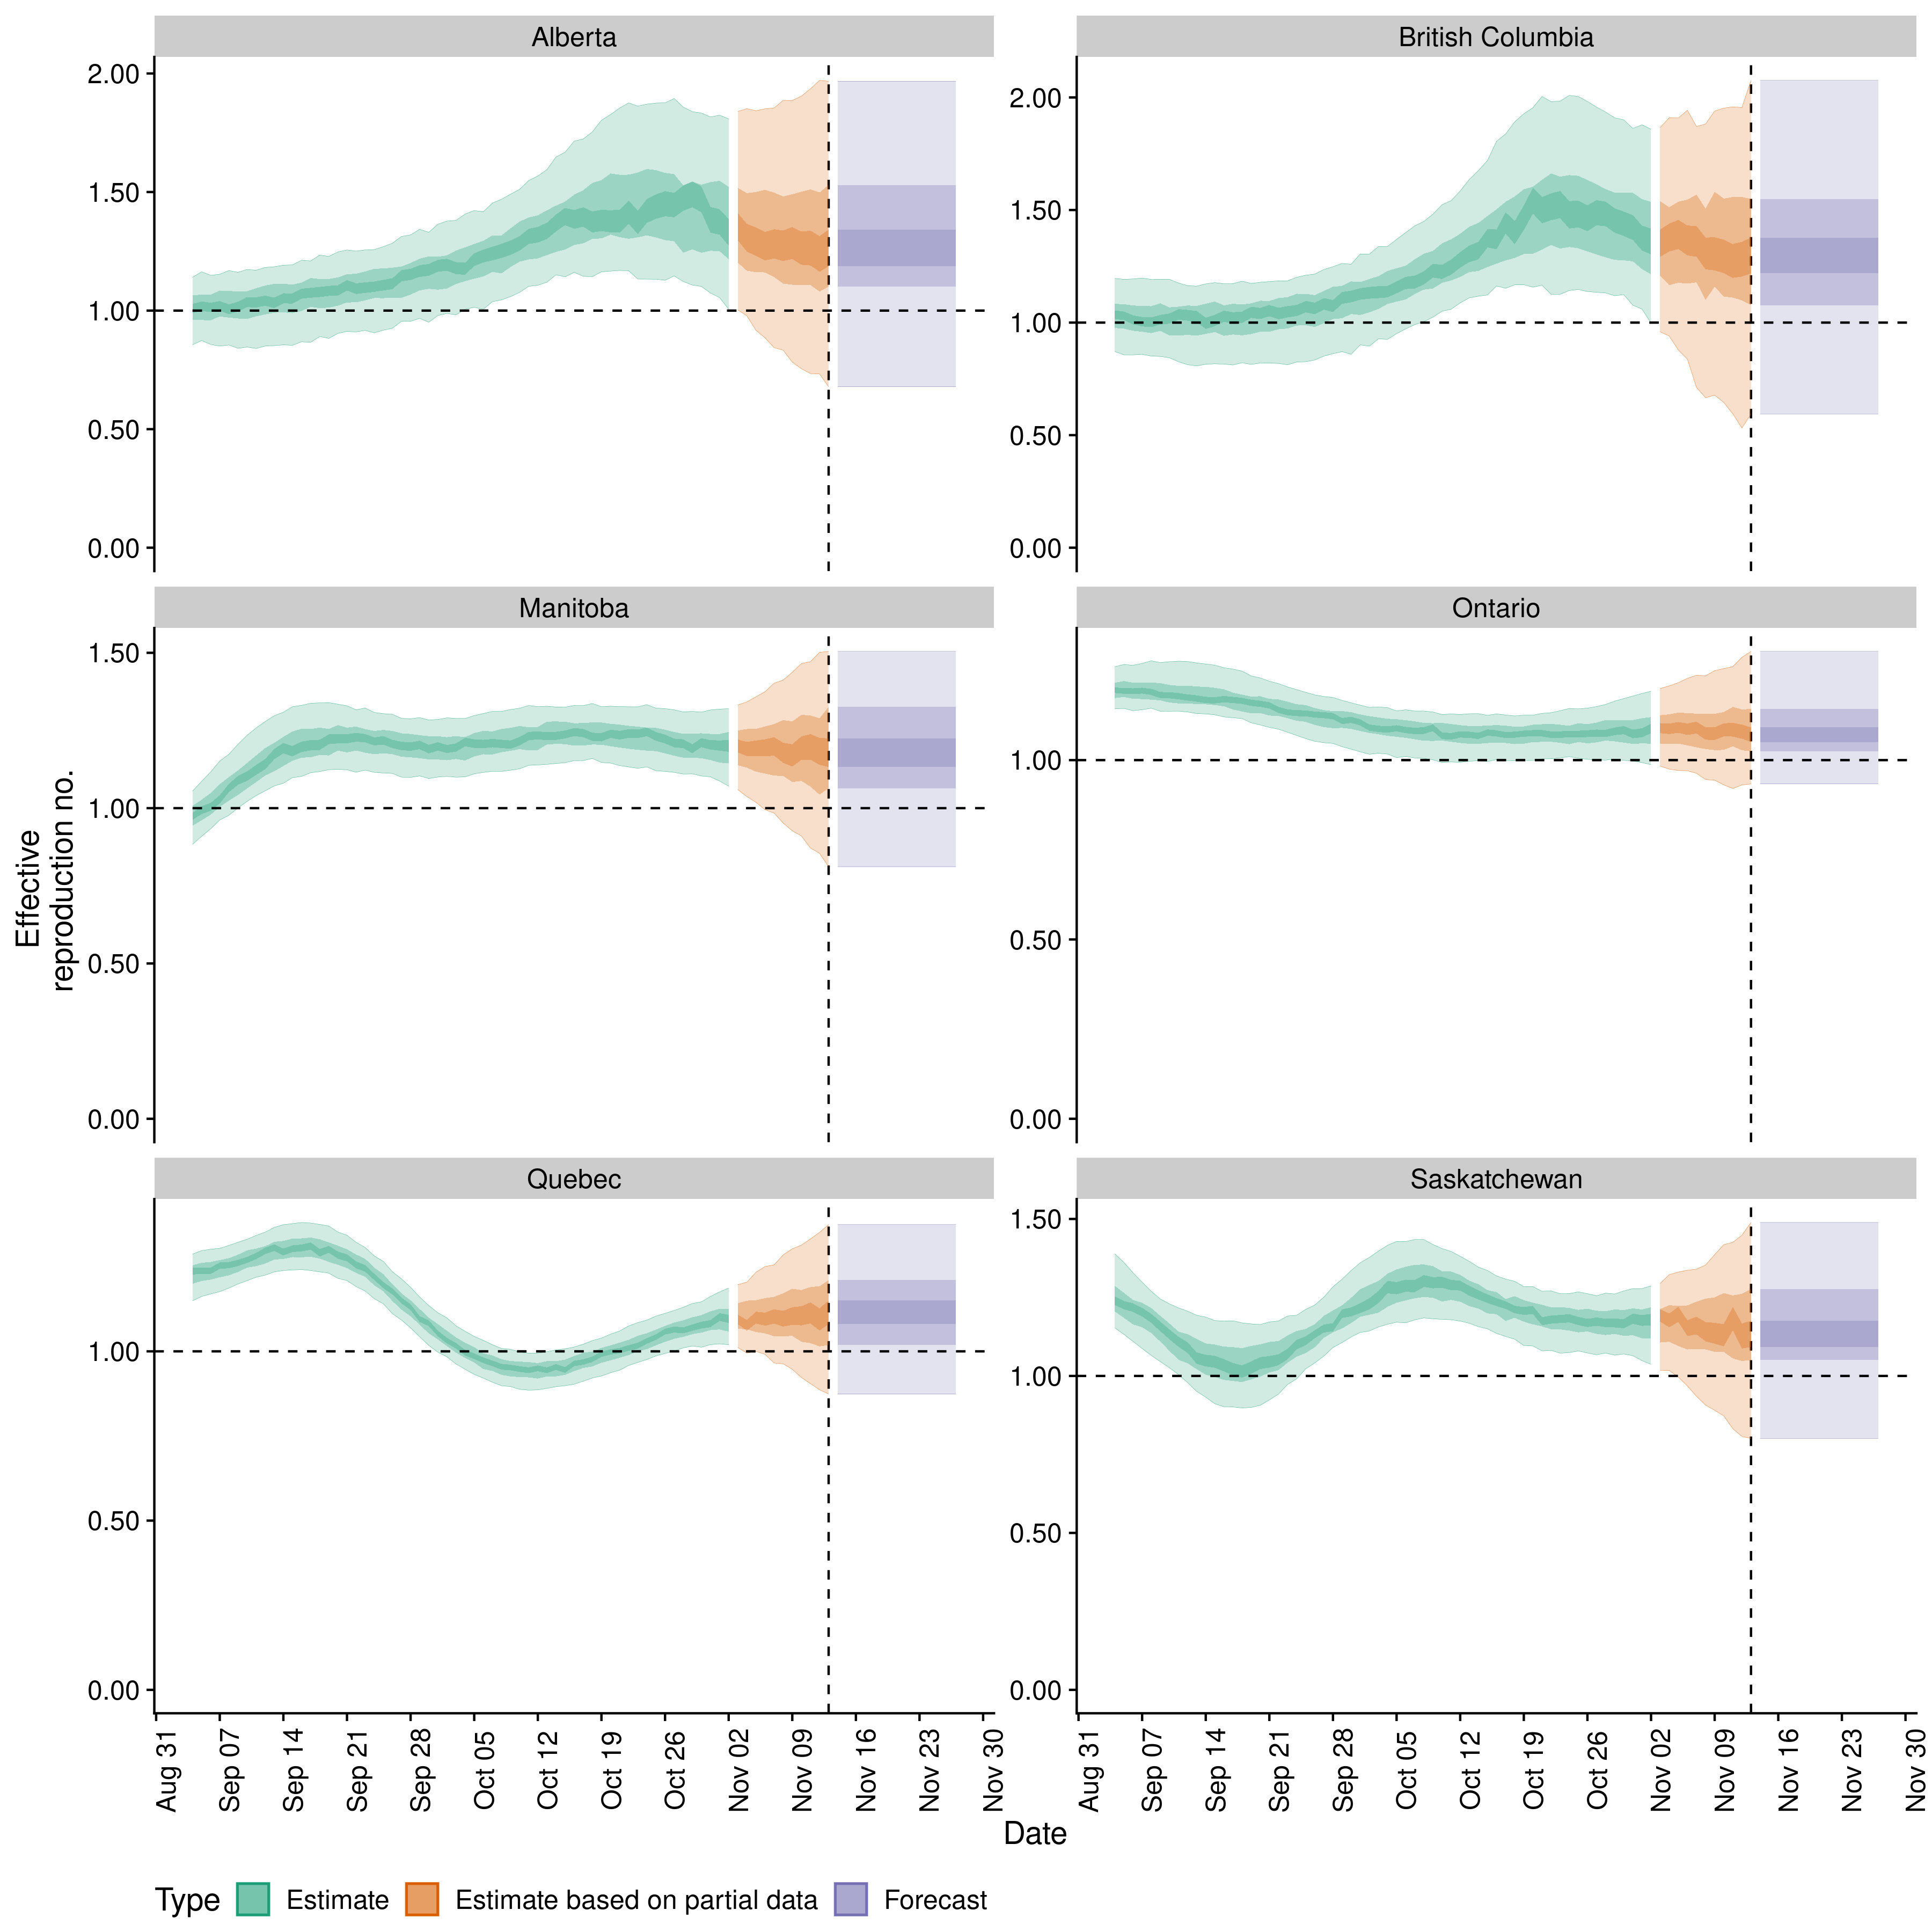 Alberta
British Columbia
2.00
1.50
1.00
0.50
0.00
2.00
1.50
1.00
0.50
0.00
Manitoba
Ontario
1.50
1.00
0.50
0.00
1.00
0.50
0.00
Effective
reproduction no.
Quebec
Saskatchewan
1.00
0.50
0.00
1.50
1.00
0.50
0.00
Aug 31
Sep 07
Sep 14
Sep 21
Sep 28
Oct 05
Oct 12
Oct 19
Oct 26
Nov 02
Nov 09
Nov 16
Nov 23
Nov 30
Aug 31
Sep 07
Sep 14
Sep 21
Sep 28
Oct 05
Oct 12
Oct 19
Oct 26
Nov 02
Nov 09
Nov 16
Nov 23
Nov 30
Date
Type Estimate Estimate based on partial data Forecast